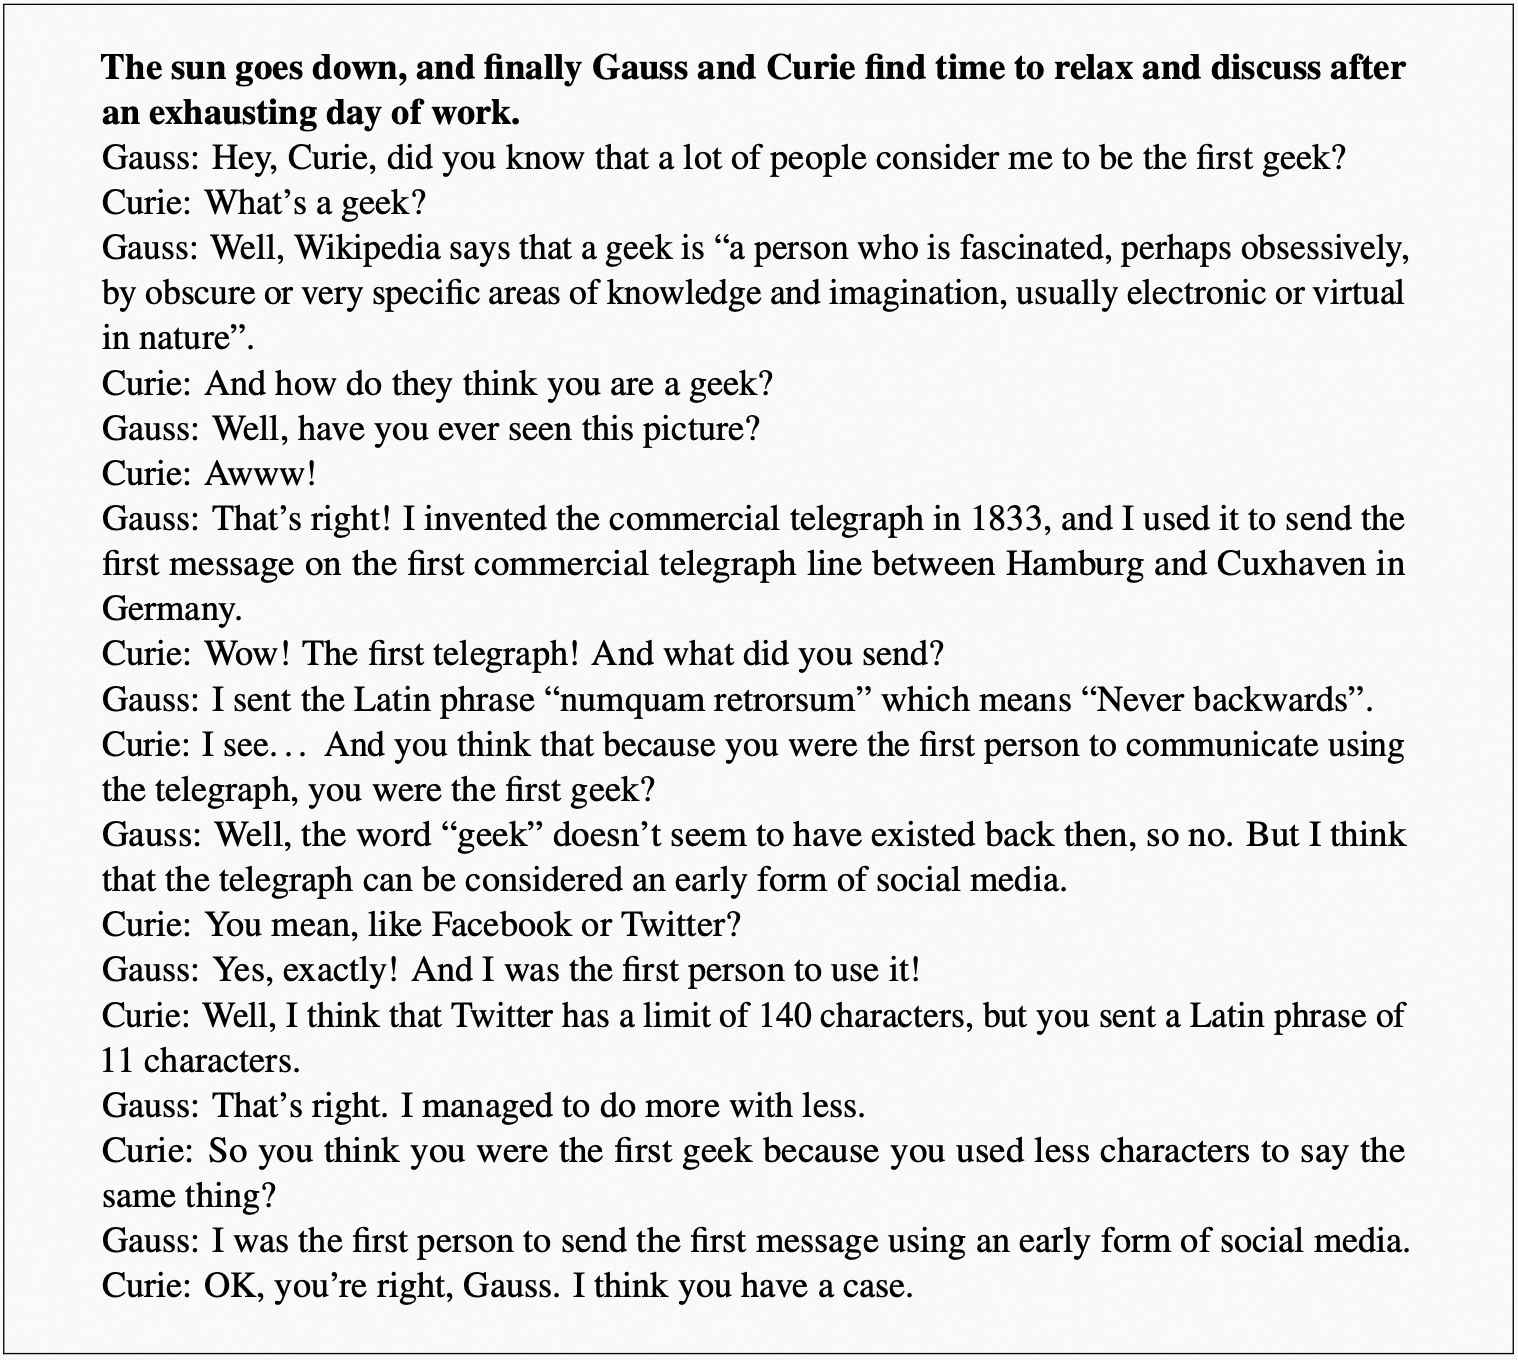 The sun goes down, and finally Gauss and Curie find time to relax and discuss after
an exhausting day of work.
Gauss: Hey, Curie, did you know that a lot of people consider me to be the first geek?
Curie: What's a geek?
Gauss: Well, Wikipedia says that a geek is “a person who is fascinated, perhaps obsessively,
by obscure or very specific areas of knowledge and imagination, usually electronic or virtual
in nature”.
Curie: And how do they think you are a geek?
Gauss: Well, have you ever seen this picture?
Curie: Awww!
Gauss: That’s right! I invented the commercial telegraph in 1833, and I used it to send the
first message on the first commercial telegraph line between Hamburg and Cuxhaven in
Germany.
Curie: Wow! The first telegraph! And what did you send?
Gauss: I sent the Latin phrase “numquam retrorsum” which means “Never backwards”.
Curie: I see... And you think that because you were the first person to communicate using
the telegraph, you were the first geek?
Gauss: Well, the word “geek” doesn’t seem to have existed back then, so no. But I think
that the telegraph can be considered an early form of social media.
Curie: You mean, like Facebook or Twitter?
Gauss: Yes, exactly! And I was the first person to use it!
Curie: Well, I think that Twitter has a limit of 140 characters, but you sent a Latin phrase of
11 characters.
Gauss: That’s right. I managed to do more with less.
Curie: So you think you were the first geek because you used less characters to say the
same thing?
Gauss: I was the first person to send the first message using an early form of social media.
Curie: OK, you’re right, Gauss. I think you have a case.